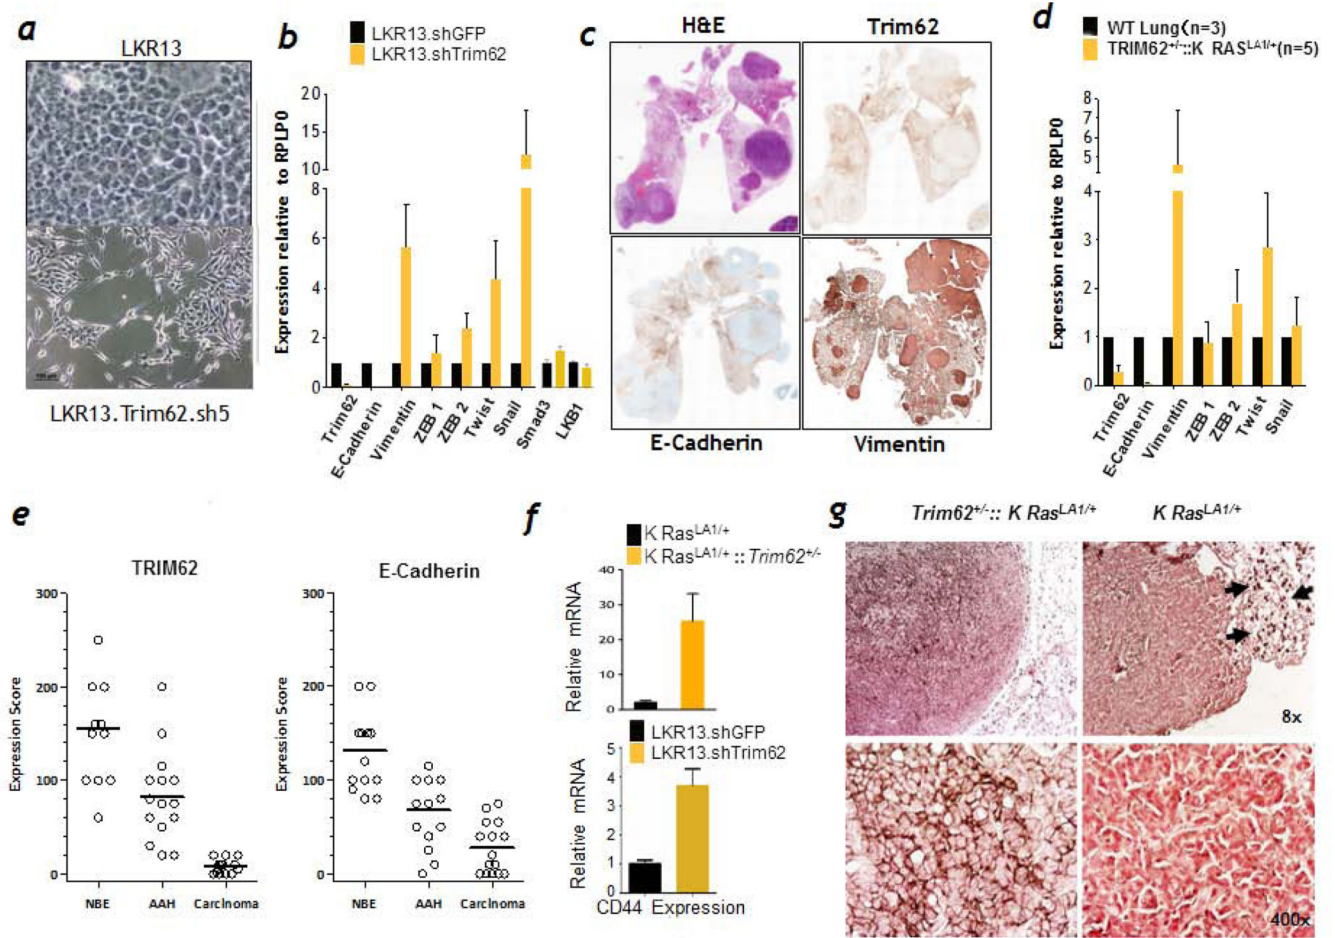 a
LKR13
LKR13.Trim62.sh5
b
LKR13.shGFP
LKR13.shTrim62
Expression relative to RPLP0
20
15
10
8
6
4
2
0
Trim62
E-Cadherin
Vimentin
ZEB 1
ZEB 2
Twist
Snail
Smad3
LKB1
c
H&E
Trim62
E-Cadherin
Vimentin
d
WT Lung(n=3)
TRIM62+/-::K RASLA1/+(n=5)
Expression relative to RPLP0
8
7
6
5
4
3
2
1
0
Trim62
E-Cadherin
Vimentin
ZEB 1
ZEB 2
Twist
Snail
e
TRIM62
Expression Score
300
200
100
0
NBE
AAH
Carcinoma
E-Cadherin
Expression Score
300
200
100
0
NBE
AAH
Carcinoma
f
K RasLA1/+
K RasLA1/+ :: Trim62+/-
Relative mRNA
40
30
20
10
0
LKR13.shGFP
LKR13.shTrim62
Relative mRNA
5
4
3
2
1
0
CD44 Expression
g
Trim62+/-:: K RasLA1/+
K RasLA1/+
8x
400x